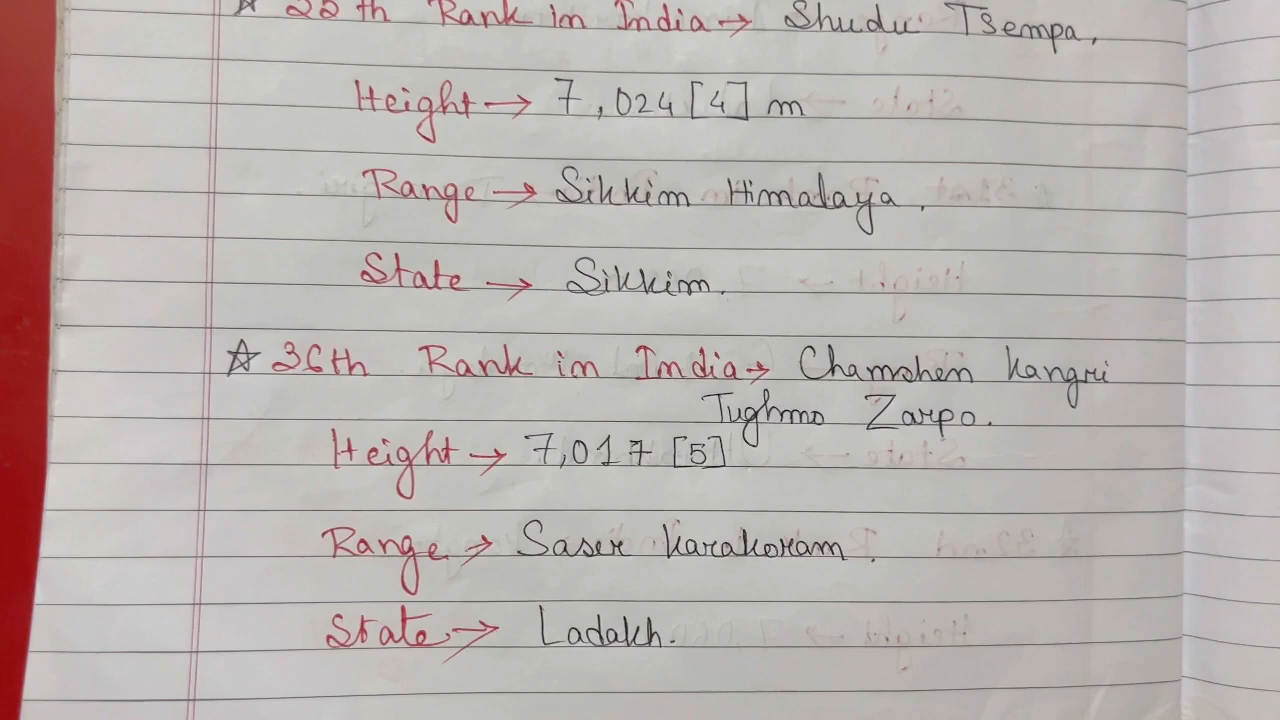 ☆ 22th Rank in India → Shudu Tsempa.
Height → 7,024 [4] m
Range → Sikkim Himalaya.
State → Sikkim.
☆ 36th Rank in India → Chamshen Kangri
Tughmo Zarpo.
Height → 7,017 [5]
Range → Saser Karakoram.
State → Ladakh.